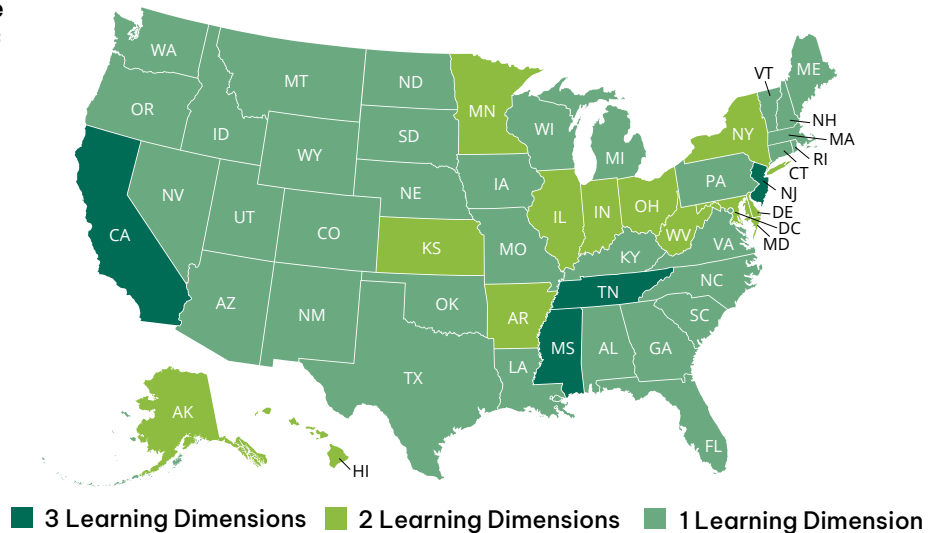 e
WA
MT
ND
MN
VT
ME
OR
ID
SD
WI
MI
NY
NH
MA
RI
CT
WY
NV
UT
CO
NE
IA
IL
IN
OH
PA
NJ
DE
DC
MD
CA
KS
MO
KY
WV
VA
AZ
NM
OK
AR
TN
NC
SC
TX
LA
MS
AL
GA
FL
AK
HI
3 Learning Dimensions
2 Learning Dimensions
1 Learning Dimension